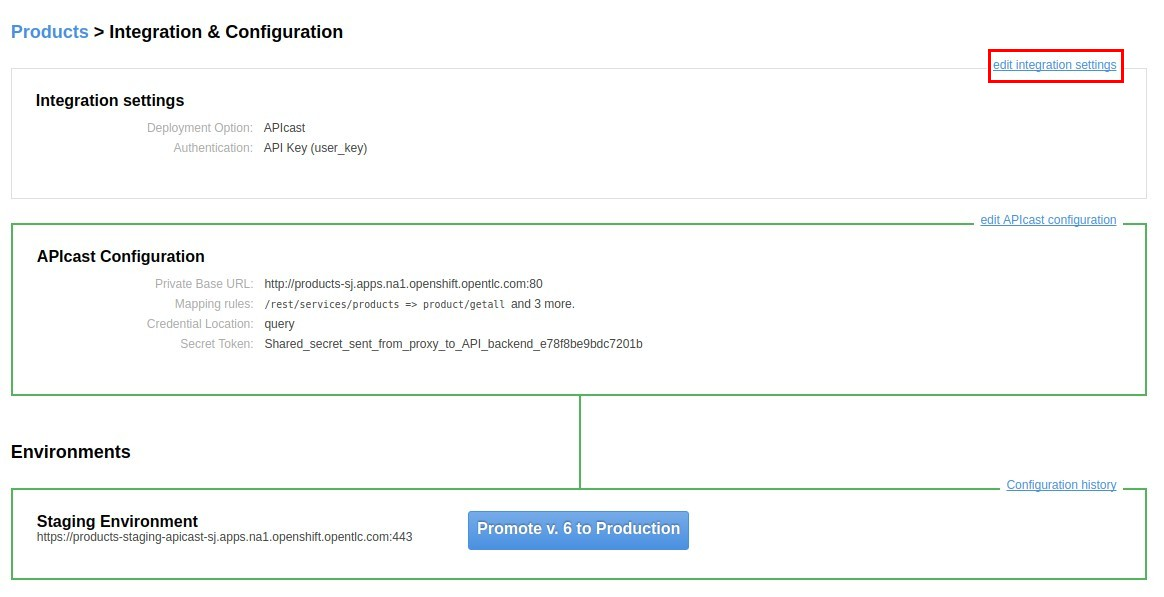 Products > Integration & Configuration
edit integration settings
Integration settings
Deployment Option: APIcast
Authentication: API Key (user_key)
edit APIcast configuration
APIcast Configuration
Private Base URL: http://products-sj.apps.na1.openshift.opentlc.com:80
Mapping rules: /rest/services/products => product/getall and 3 more.
Credential Location: query
Secret Token: Shared_secret_sent_from_proxy_to_API_backend_e78f8be9bdc7201b
Environments
Configuration history
Staging Environment
https://products-staging-apicast-sj.apps.na1.openshift.opentlc.com:443
Promote v. 6 to Production